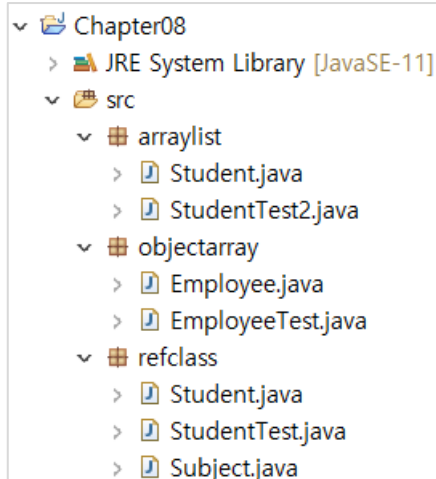 Chapter08
JRE System Library [JavaSE-11]
src
arraylist
Student.java
StudentTest2.java
objectarray
Employee.java
EmployeeTest.java
refclass
Student.java
StudentTest.java
Subject.java